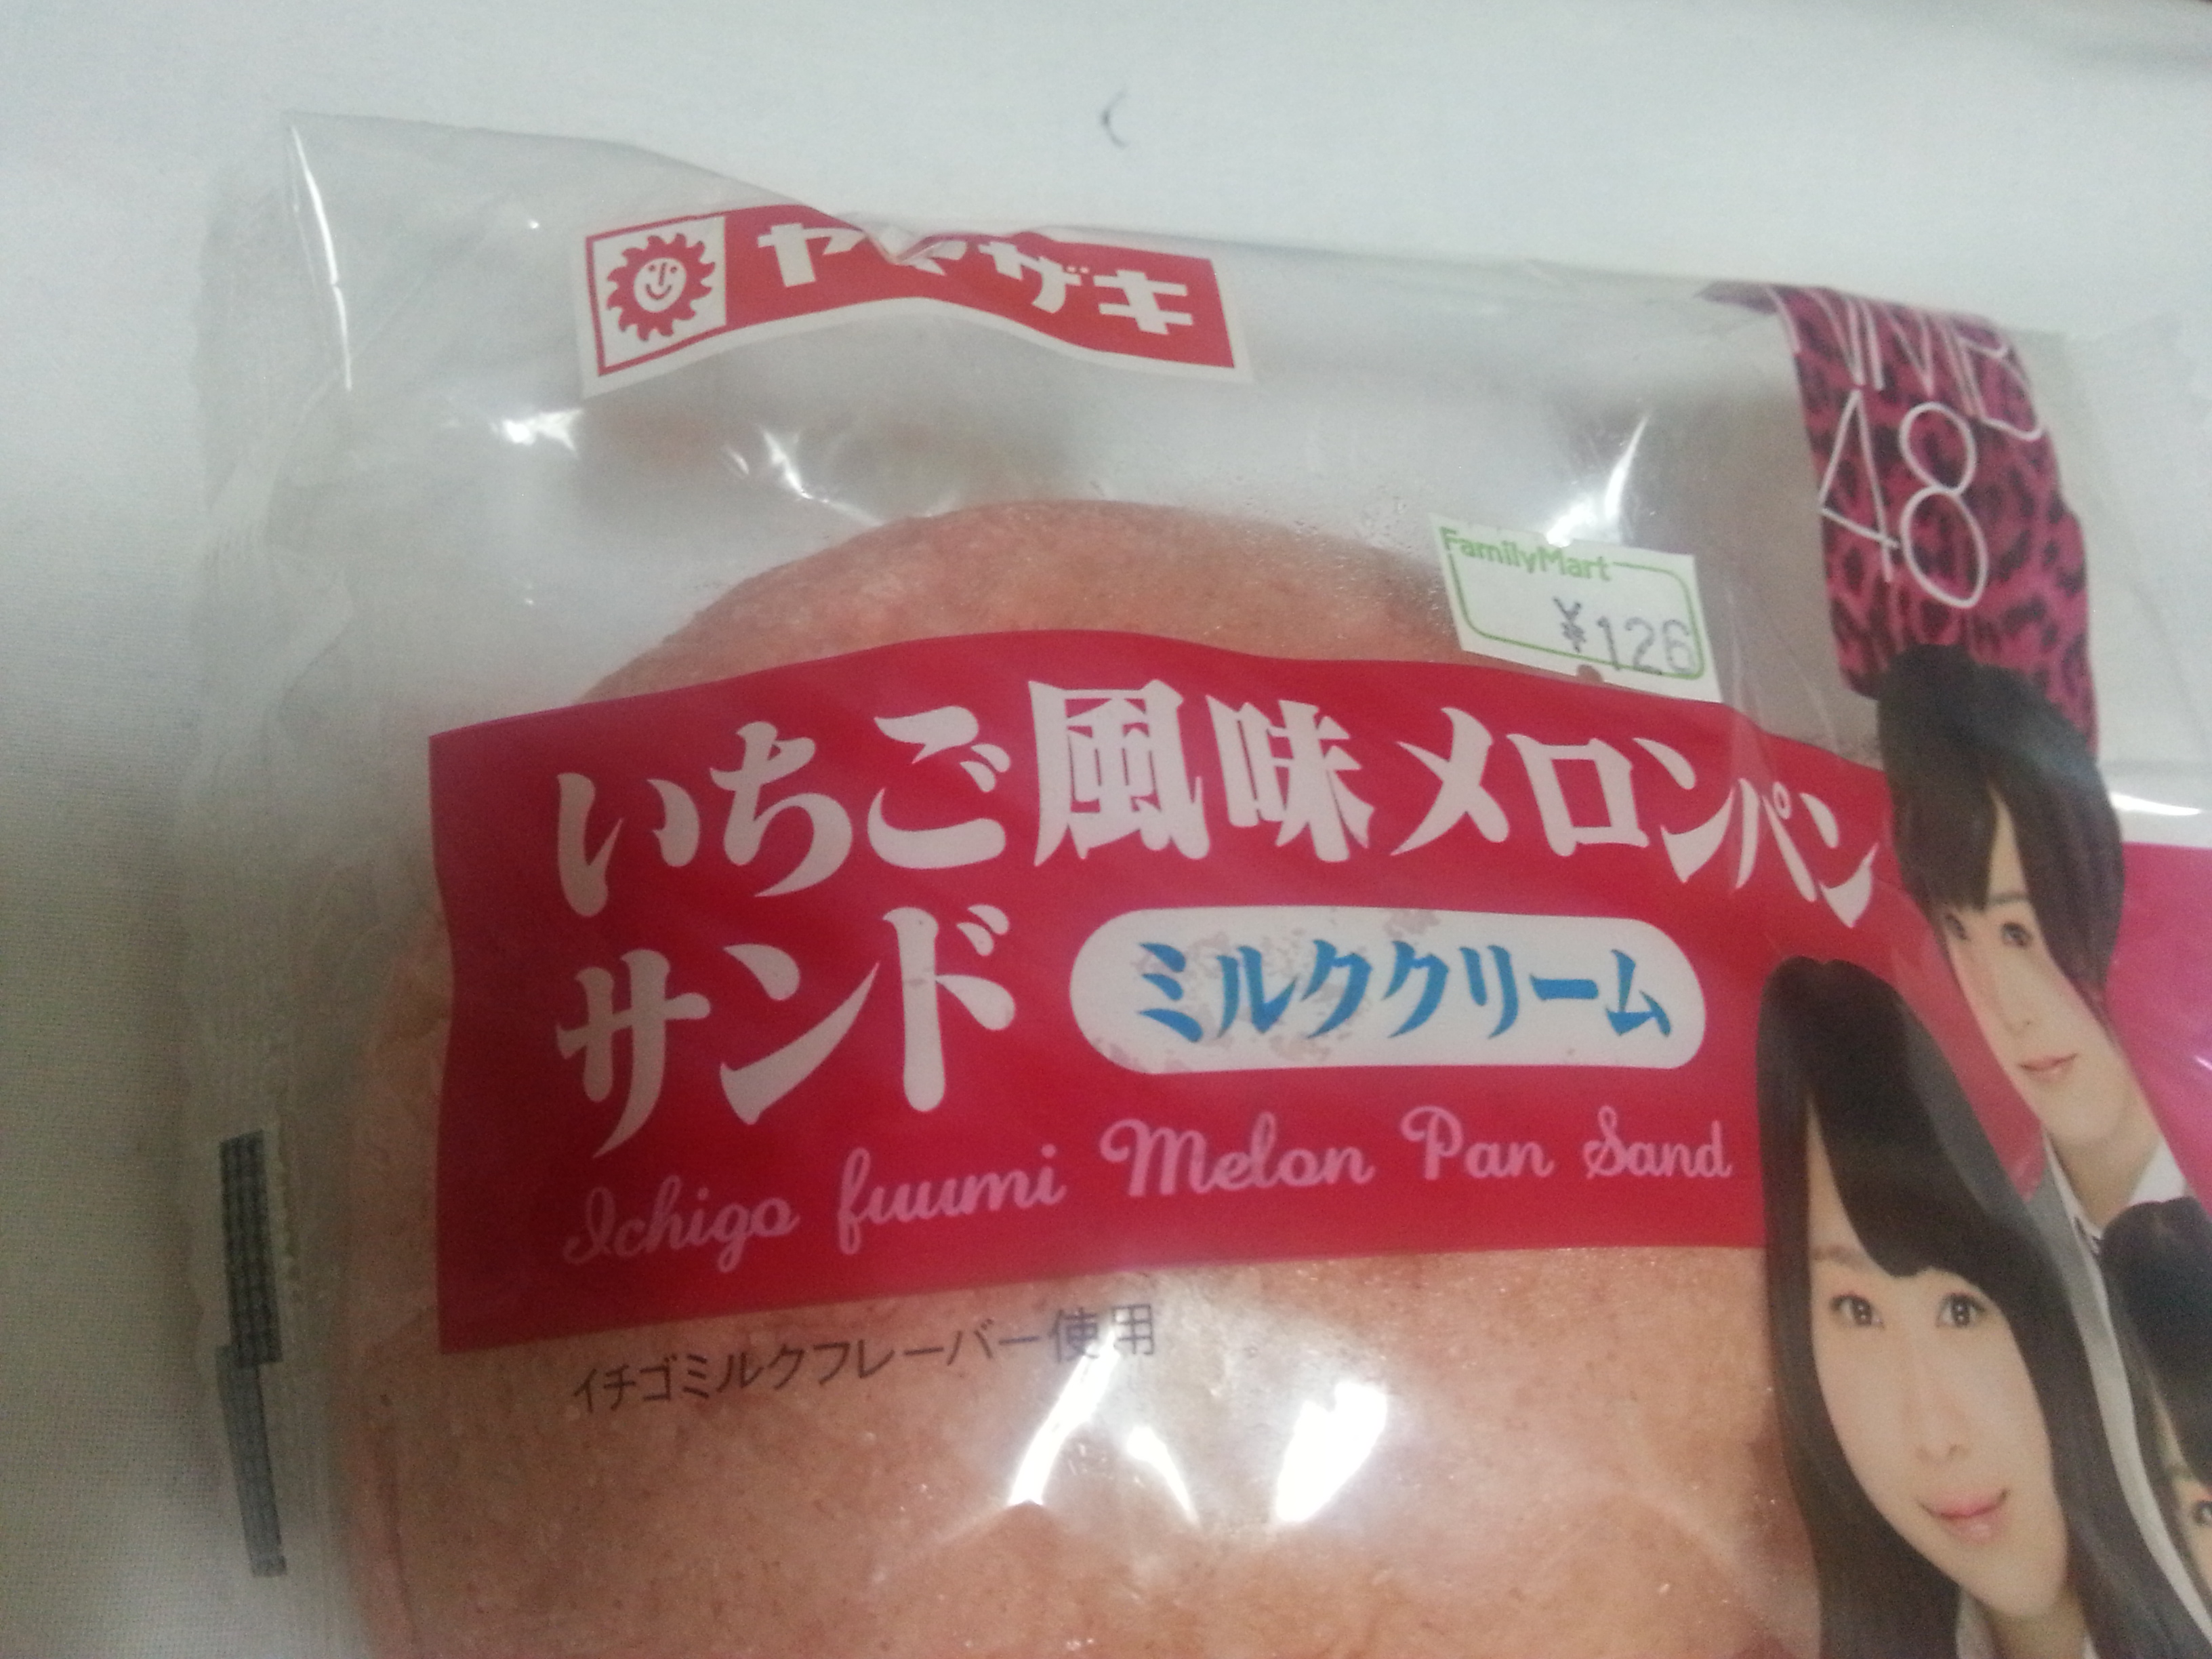 ヤマザキ
NMB
48
FamilyMart
¥126
いちご風味メロンパン
サンド
ミルククリーム
Ichigo fuumi Melon Pan Sand
イチゴミルクフレーバー使用